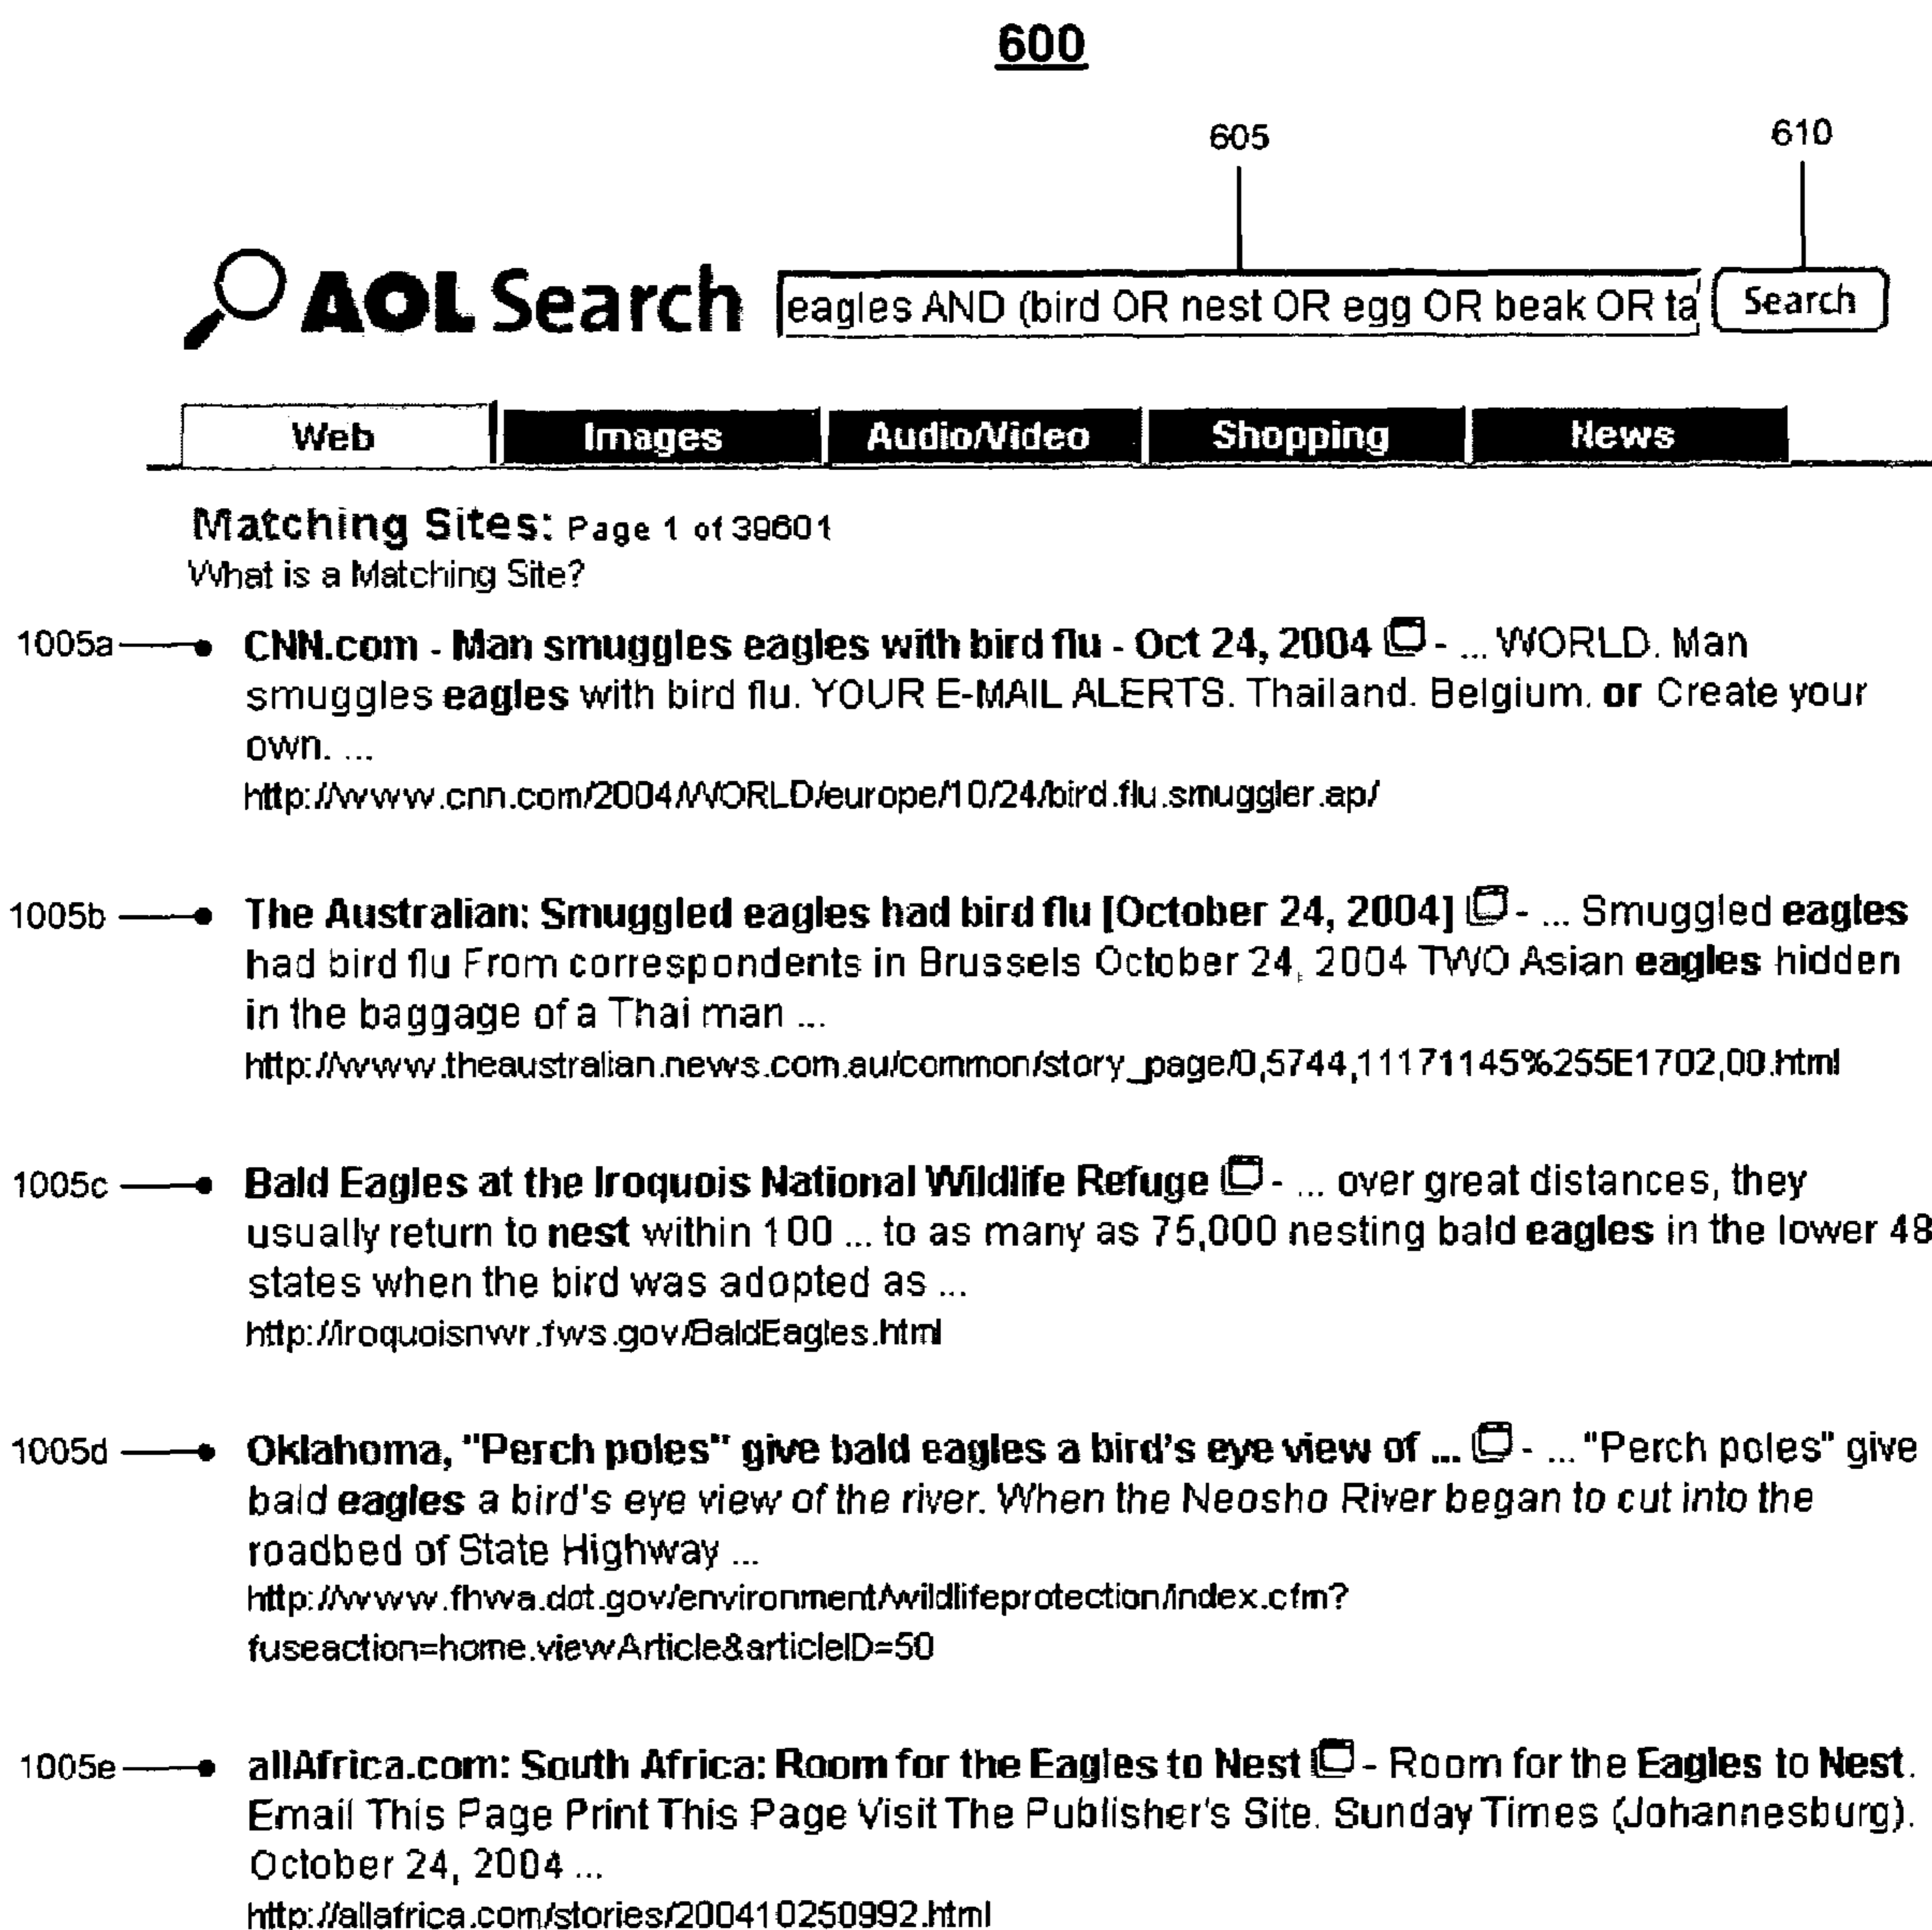 600
605
610
AOL Search
eagles AND (bird OR nest OR egg OR beak OR ta
Search
Web
Images
Audio/Video
Shopping
News
Matching Sites: Page 1 of 39601
What is a Matching Site?
1005a
CNN.com - Man smuggles eagles with bird flu - Oct 24, 2004 - ... WORLD. Man
smuggles eagles with bird flu. YOUR E-MAIL ALERTS. Thailand. Belgium. or Create your
own. ...
http://www.cnn.com/2004/WORLD/europe/10/24/bird.flu.smuggler.ap/
1005b
The Australian: Smuggled eagles had bird flu [October 24, 2004] - ... Smuggled eagles
had bird flu From correspondents in Brussels October 24, 2004 TWO Asian eagles hidden
in the baggage of a Thai man ...
http://www.theaustralian.news.com.au/common/story_page/0,5744,11171145%255E1702,00.html
1005c
Bald Eagles at the Iroquois National Wildlife Refuge - ... over great distances, they
usually return to nest within 100 ... to as many as 75,000 nesting bald eagles in the lower 48
states when the bird was adopted as ...
http://iroquoisnwr.fws.gov/BaldEagles.html
1005d
Oklahoma, "Perch poles" give bald eagles a bird's eye view of ... - ... "Perch poles" give
bald eagles a bird's eye view of the river. When the Neosho River began to cut into the
roadbed of State Highway ...
http://www.fhwa.dot.gov/environment/wildlifeprotection/index.cfm?
fuseaction=home.viewArticle&articleID=50
1005e
allAfrica.com: South Africa: Room for the Eagles to Nest - Room for the Eagles to Nest.
Email This Page Print This Page Visit The Publisher's Site. Sunday Times (Johannesburg).
October 24, 2004 ...
http://allafrica.com/stories/200410250992.html